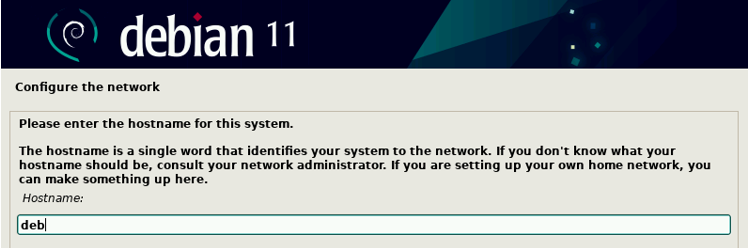 debian 11
Configure the network
Please enter the hostname for this system.
The hostname is a single word that identifies your system to the network. If you don't know what your
hostname should be, consult your network administrator. If you are setting up your own home network, you
can make something up here.
Hostname:
deb